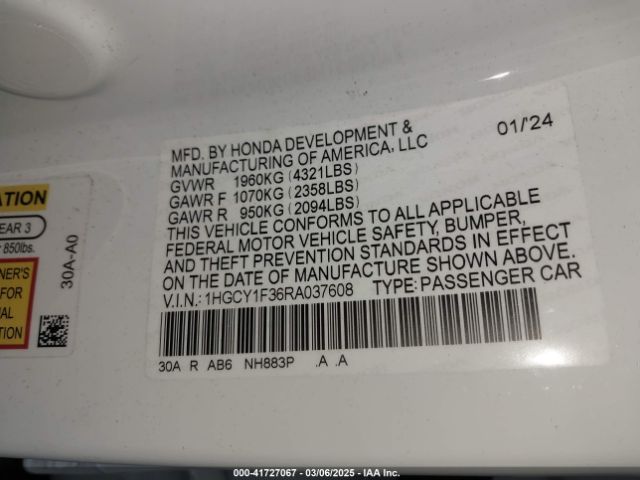 MFD. BY HONDA DEVELOPMENT & 01/'24
MANUFACTURING OF AMERICA, LLC
GVWR 1960KG (4321LBS)
GAWR F 1070KG (2358LBS)
GAWR R 950KG (2094LBS)
THIS VEHICLE CONFORMS TO ALL APPLICABLE
FEDERAL MOTOR VEHICLE SAFETY, BUMPER,
AND THEFT PREVENTION STANDARDS IN EFFECT
ON THE DATE OF MANUFACTURE SHOWN ABOVE.
V.I.N.: 1HGCY1F36RA037608 TYPE: PASSENGER CAR
30A R AB6 NH883P .A .A
EAR 3
850lbs.
FOR
30A-A0
000-41727067 — 03/06/2025 - IAAI.COM